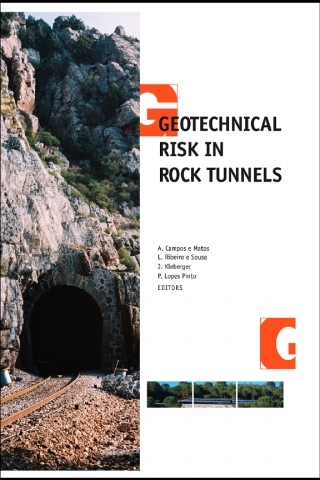 GEOTECHNICAL
RISK IN
ROCK TUNNELS
A. Campos e Matos
L. Ribeiro e Sousa
J. Kleberger
P. Lopes Pinto
EDITORS
G